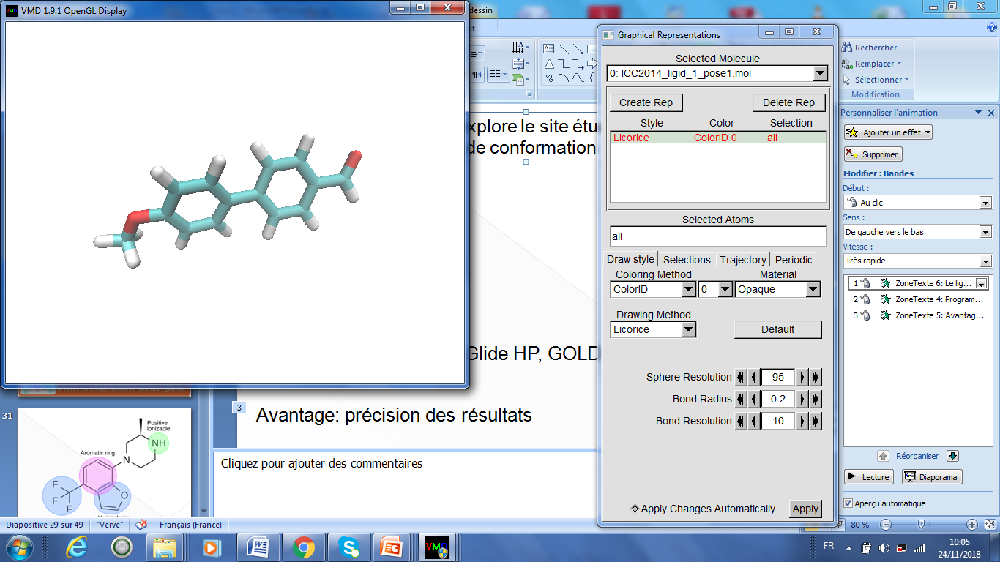 VMD 1.9.1 OpenGL Display
dessin
Rechercher
Remplacer
Sélectionner
Modification
xplore le site étu
de conformation
Glide HP, GOLD
3
Avantage: précision des résultats
Cliquez pour ajouter des commentaires
31
Positive
ionizable
NH
Aromatic ring
N
F
F
F
O
Graphical Representations
Selected Molecule
0: ICC2014_ligid_1_pose1.mol
Create Rep Delete Rep
Style Color Selection
Licorice ColorID 0 all
Selected Atoms
all
Draw style Selections Trajectory Periodic
Coloring Method Material
ColorID 0 Opaque
Drawing Method
Licorice Default
Sphere Resolution 95
Bond Radius 0.2
Bond Resolution 10
Apply Changes Automatically Apply
Personnaliser l'animation
Ajouter un effet
Supprimer
Modifier : Bandes
Début :
Au clic
Sens :
De gauche vers le bas
Vitesse :
Très rapide
1 ZoneTexte 6: Le lig...
2 ZoneTexte 4: Program...
3 ZoneTexte 5: Avantag...
Réorganiser
Lecture Diaporama
Aperçu automatique
Diapositive 29 sur 49 "Verve" Français (France) 80 %
VMD
FR
10:05
24/11/2018